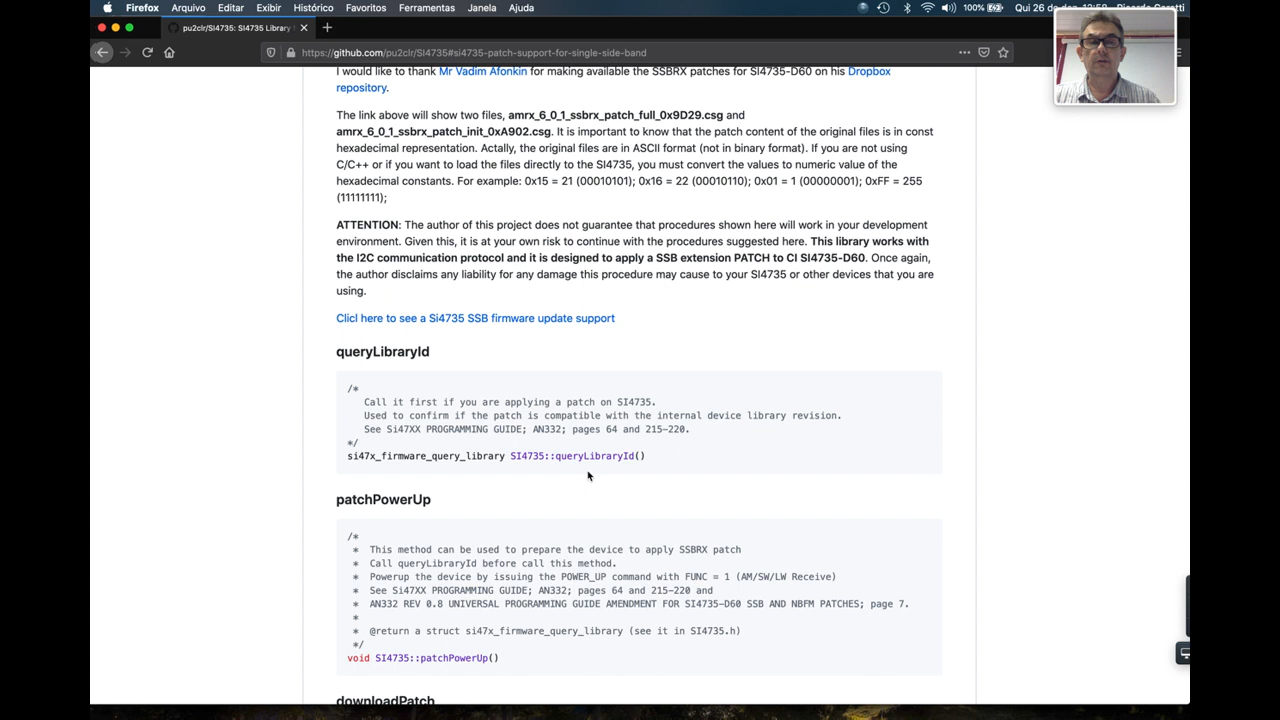 Firefox Arquivo Editar Exibir Histórico Favoritos Ferramentas Janela Ajuda 100% Qui 26 de
pu2clr/SI4735: SI4735 Library
https://github.com/pu2clr/SI4735#si4735-patch-support-for-single-side-band
I would like to thank Mr Vadim Afonkin for making available the SSBRX patches for SI4735-D60 on his Dropbox
repository.
The link above will show two files, amrx_6_0_1_ssbrx_patch_full_0x9D29.csg and
amrx_6_0_1_ssbrx_patch_init_0xA902.csg. It is important to know that the patch content of the original files is in const
hexadecimal representation. Actally, the original files are in ASCII format (not in binary format). If you are not using
C/C++ or if you want to load the files directly to the SI4735, you must convert the values to numeric value of the
hexadecimal constants. For example: 0x15 = 21 (00010101); 0x16 = 22 (00010110); 0x01 = 1 (00000001); 0xFF = 255
(11111111);
ATTENTION: The author of this project does not guarantee that procedures shown here will work in your development
environment. Given this, it is at your own risk to continue with the procedures suggested here. This library works with
the I2C communication protocol and it is designed to apply a SSB extension PATCH to CI SI4735-D60. Once again,
the author disclaims any liability for any damage this procedure may cause to your SI4735 or other devices that you are
using.
Clicl here to see a Si4735 SSB firmware update support
queryLibraryId
/*
Call it first if you are applying a patch on SI4735.
Used to confirm if the patch is compatible with the internal device library revision.
See Si47XX PROGRAMMING GUIDE; AN332; pages 64 and 215-220.
*/
si47x_firmware_query_library SI4735::queryLibraryId()
patchPowerUp
/*
* This method can be used to prepare the device to apply SSBRX patch
* Call queryLibraryId before call this method.
* Powerup the device by issuing the POWER_UP command with FUNC = 1 (AM/SW/LW Receive)
* See Si47XX PROGRAMMING GUIDE; AN332; pages 64 and 215-220 and
* AN332 REV 0.8 UNIVERSAL PROGRAMMING GUIDE AMENDMENT FOR SI4735-D60 SSB AND NBFM PATCHES; page 7.
*
* @return a struct si47x_firmware_query_library (see it in SI4735.h)
*/
void SI4735::patchPowerUp()
downloadPatch